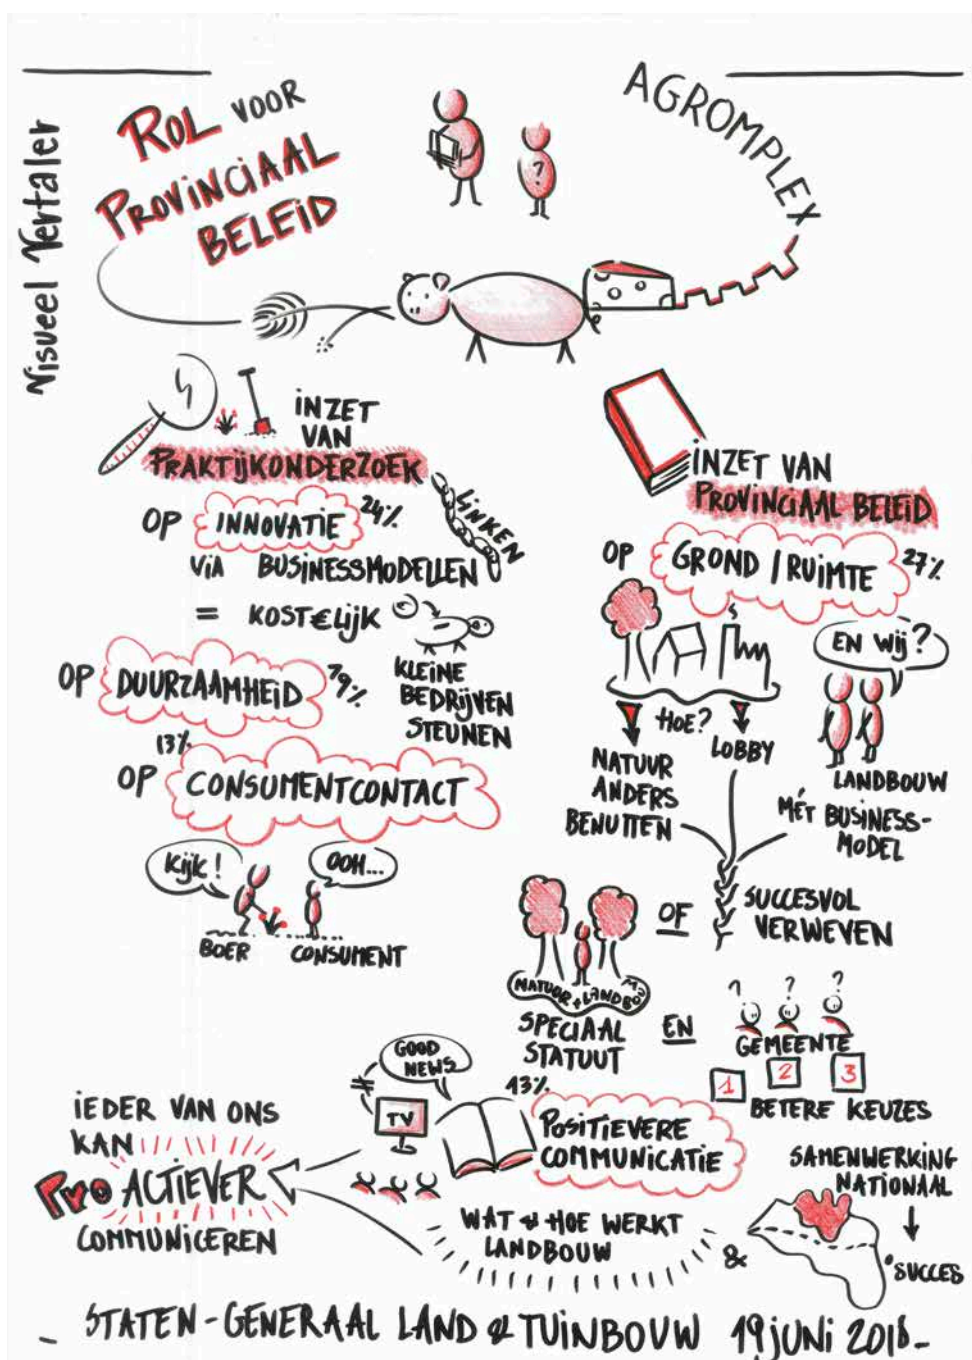 Visueel Vertaler
ROL VOOR
PROVINCIAAL
BELEID
?
AGROMPLEX
INZET
VAN
PRAKTIJKONDERZOEK
OP INNOVATIE 24%
LINKEN
VIA BUSINESSMODELLEN
= KOST€LIJK
KLEINE
BEDRIJVEN
STEUNEN
OP DUURZAAMHEID 19%
13%
OP CONSUMENTCONTACT
Kijk!
OOH...
BOER
CONSUMENT
INZET VAN
PROVINCIAAL BELEID
OP GROND / RUIMTE 27%
EN WIJ?
HOE?
LOBBY
NATUUR
ANDERS
BENUTTEN
LANDBOUW
MÉT BUSINESS-
MODEL
OF
SUCCESVOL
VERWEVEN
NATUUR + LANDBOUW
SPECIAAL
STATUUT
EN
? ? ?
GEMEENTE
1 2 3
BETERE KEUZES
GOOD
NEWS
≠
TV
13%
POSITIEVERE
COMMUNICATIE
IEDER VAN ONS
KAN
Pro ACTIEVER
COMMUNICEREN
WAT & HOE WERKT
LANDBOUW
&
SAMENWERKING
NATIONAAL
SUCCES
STATEN-GENERAAL LAND & TUINBOUW 19 JUNI 2018